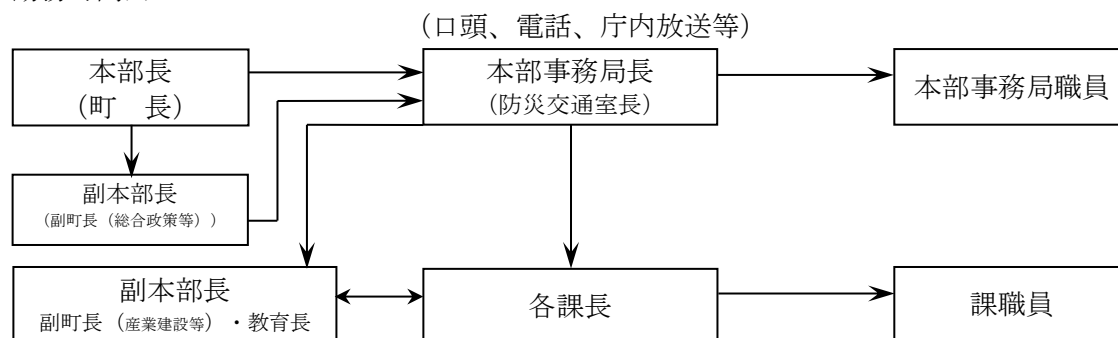 （口頭、電話、庁内放送等）
本部長
（町　長）
本部事務局長
（防災交通室長）
本部事務局職員
副本部長
（副町長（総合政策等））
副本部長
副町長（産業建設等）・教育長
各課長
課職員